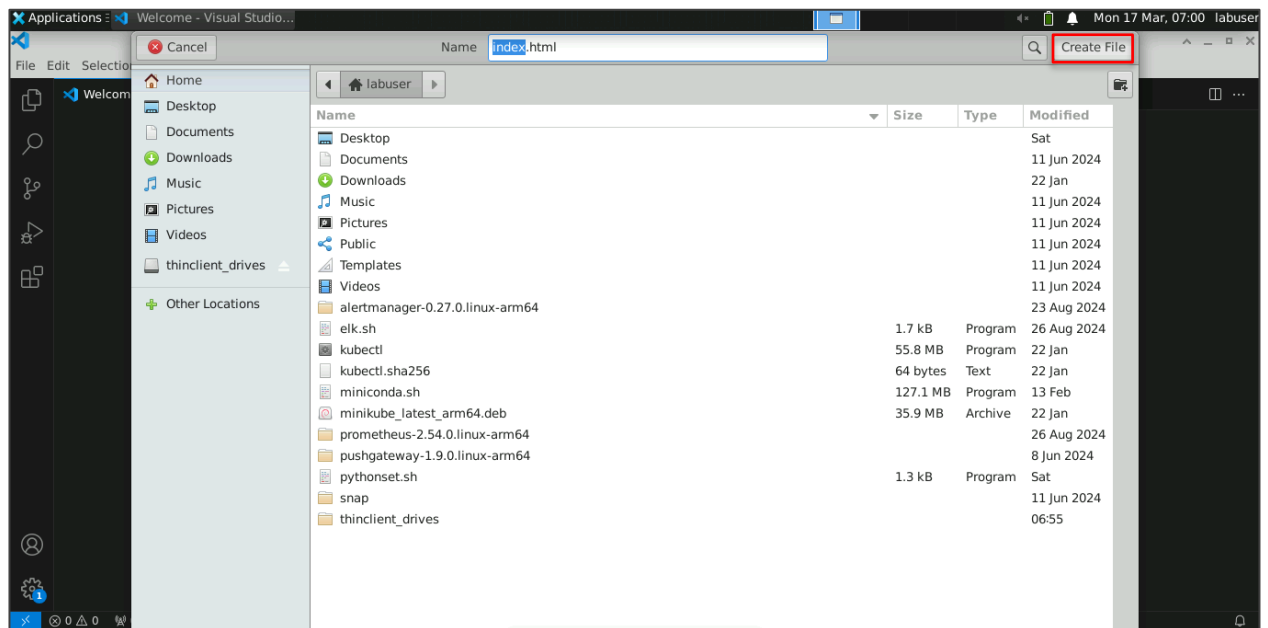 Applications Welcome - Visual Studio... Mon 17 Mar, 07:00 labuser
Cancel Name index.html Create File
File Edit Selectio
Welcom
Home
Desktop
Documents
Downloads
Music
Pictures
Videos
thinclient_drives
Other Locations
labuser
Name Size Type Modified
Desktop Sat
Documents 11 Jun 2024
Downloads 22 Jan
Music 11 Jun 2024
Pictures 11 Jun 2024
Public 11 Jun 2024
Templates 11 Jun 2024
Videos 11 Jun 2024
alertmanager-0.27.0.linux-arm64 23 Aug 2024
elk.sh 1.7 kB Program 26 Aug 2024
kubectl 55.8 MB Program 22 Jan
kubectl.sha256 64 bytes Text 22 Jan
miniconda.sh 127.1 MB Program 13 Feb
minikube_latest_arm64.deb 35.9 MB Archive 22 Jan
prometheus-2.54.0.linux-arm64 26 Aug 2024
pushgateway-1.9.0.linux-arm64 8 Jun 2024
pythonset.sh 1.3 kB Program Sat
snap 11 Jun 2024
thinclient_drives 06:55
1
0 0